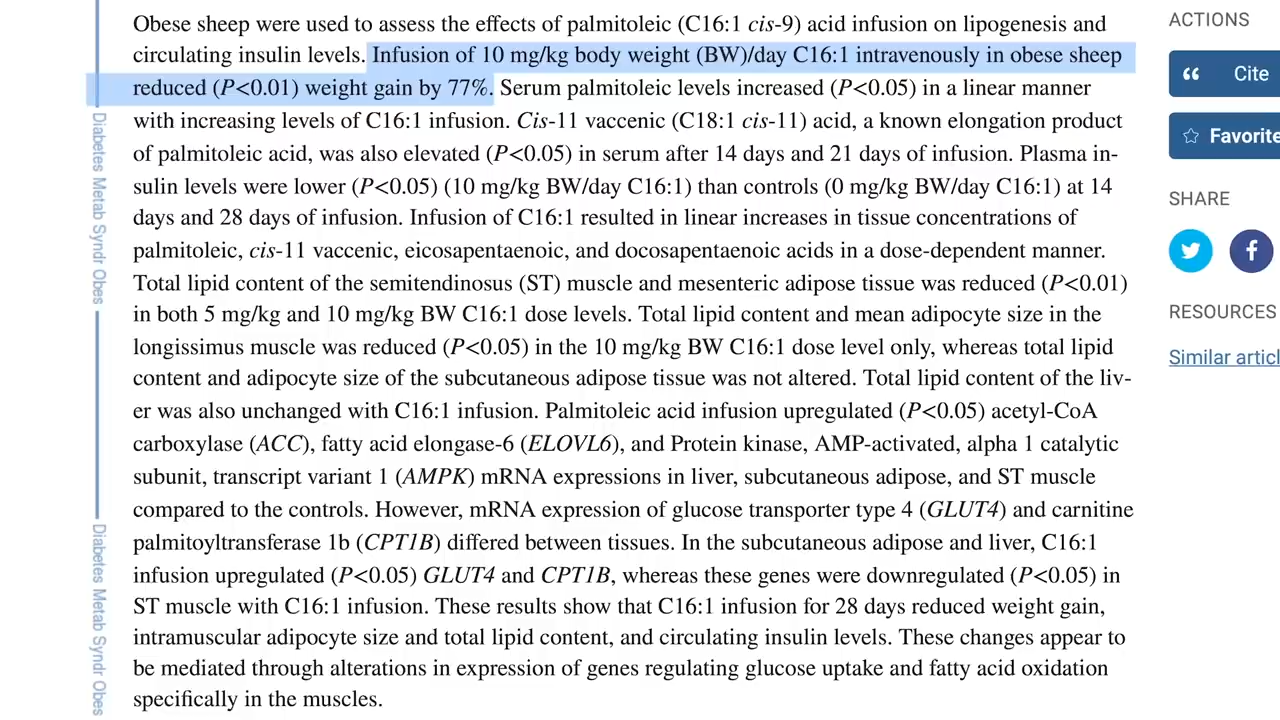 Obese sheep were used to assess the effects of palmitoleic (C16:1 cis-9) acid infusion on lipogenesis and
circulating insulin levels. Infusion of 10 mg/kg body weight (BW)/day C16:1 intravenously in obese sheep
reduced (P<0.01) weight gain by 77%. Serum palmitoleic levels increased (P<0.05) in a linear manner
with increasing levels of C16:1 infusion. Cis-11 vaccenic (C18:1 cis-11) acid, a known elongation product
of palmitoleic acid, was also elevated (P<0.05) in serum after 14 days and 21 days of infusion. Plasma in-
sulin levels were lower (P<0.05) (10 mg/kg BW/day C16:1) than controls (0 mg/kg BW/day C16:1) at 14
days and 28 days of infusion. Infusion of C16:1 resulted in linear increases in tissue concentrations of
palmitoleic, cis-11 vaccenic, eicosapentaenoic, and docosapentaenoic acids in a dose-dependent manner.
Total lipid content of the semitendinosus (ST) muscle and mesenteric adipose tissue was reduced (P<0.01)
in both 5 mg/kg and 10 mg/kg BW C16:1 dose levels. Total lipid content and mean adipocyte size in the
longissimus muscle was reduced (P<0.05) in the 10 mg/kg BW C16:1 dose level only, whereas total lipid
content and adipocyte size of the subcutaneous adipose tissue was not altered. Total lipid content of the liv-
er was also unchanged with C16:1 infusion. Palmitoleic acid infusion upregulated (P<0.05) acetyl-CoA
carboxylase (ACC), fatty acid elongase-6 (ELOVL6), and Protein kinase, AMP-activated, alpha 1 catalytic
subunit, transcript variant 1 (AMPK) mRNA expressions in liver, subcutaneous adipose, and ST muscle
compared to the controls. However, mRNA expression of glucose transporter type 4 (GLUT4) and carnitine
palmitoyltransferase 1b (CPT1B) differed between tissues. In the subcutaneous adipose and liver, C16:1
infusion upregulated (P<0.05) GLUT4 and CPT1B, whereas these genes were downregulated (P<0.05) in
ST muscle with C16:1 infusion. These results show that C16:1 infusion for 28 days reduced weight gain,
intramuscular adipocyte size and total lipid content, and circulating insulin levels. These changes appear to
be mediated through alterations in expression of genes regulating glucose uptake and fatty acid oxidation
specifically in the muscles.
Diabetes Metab Syndr Obes
Diabetes Metab Syndr Obes
ACTIONS
Cite
Favorite
SHARE
RESOURCES
Similar articl